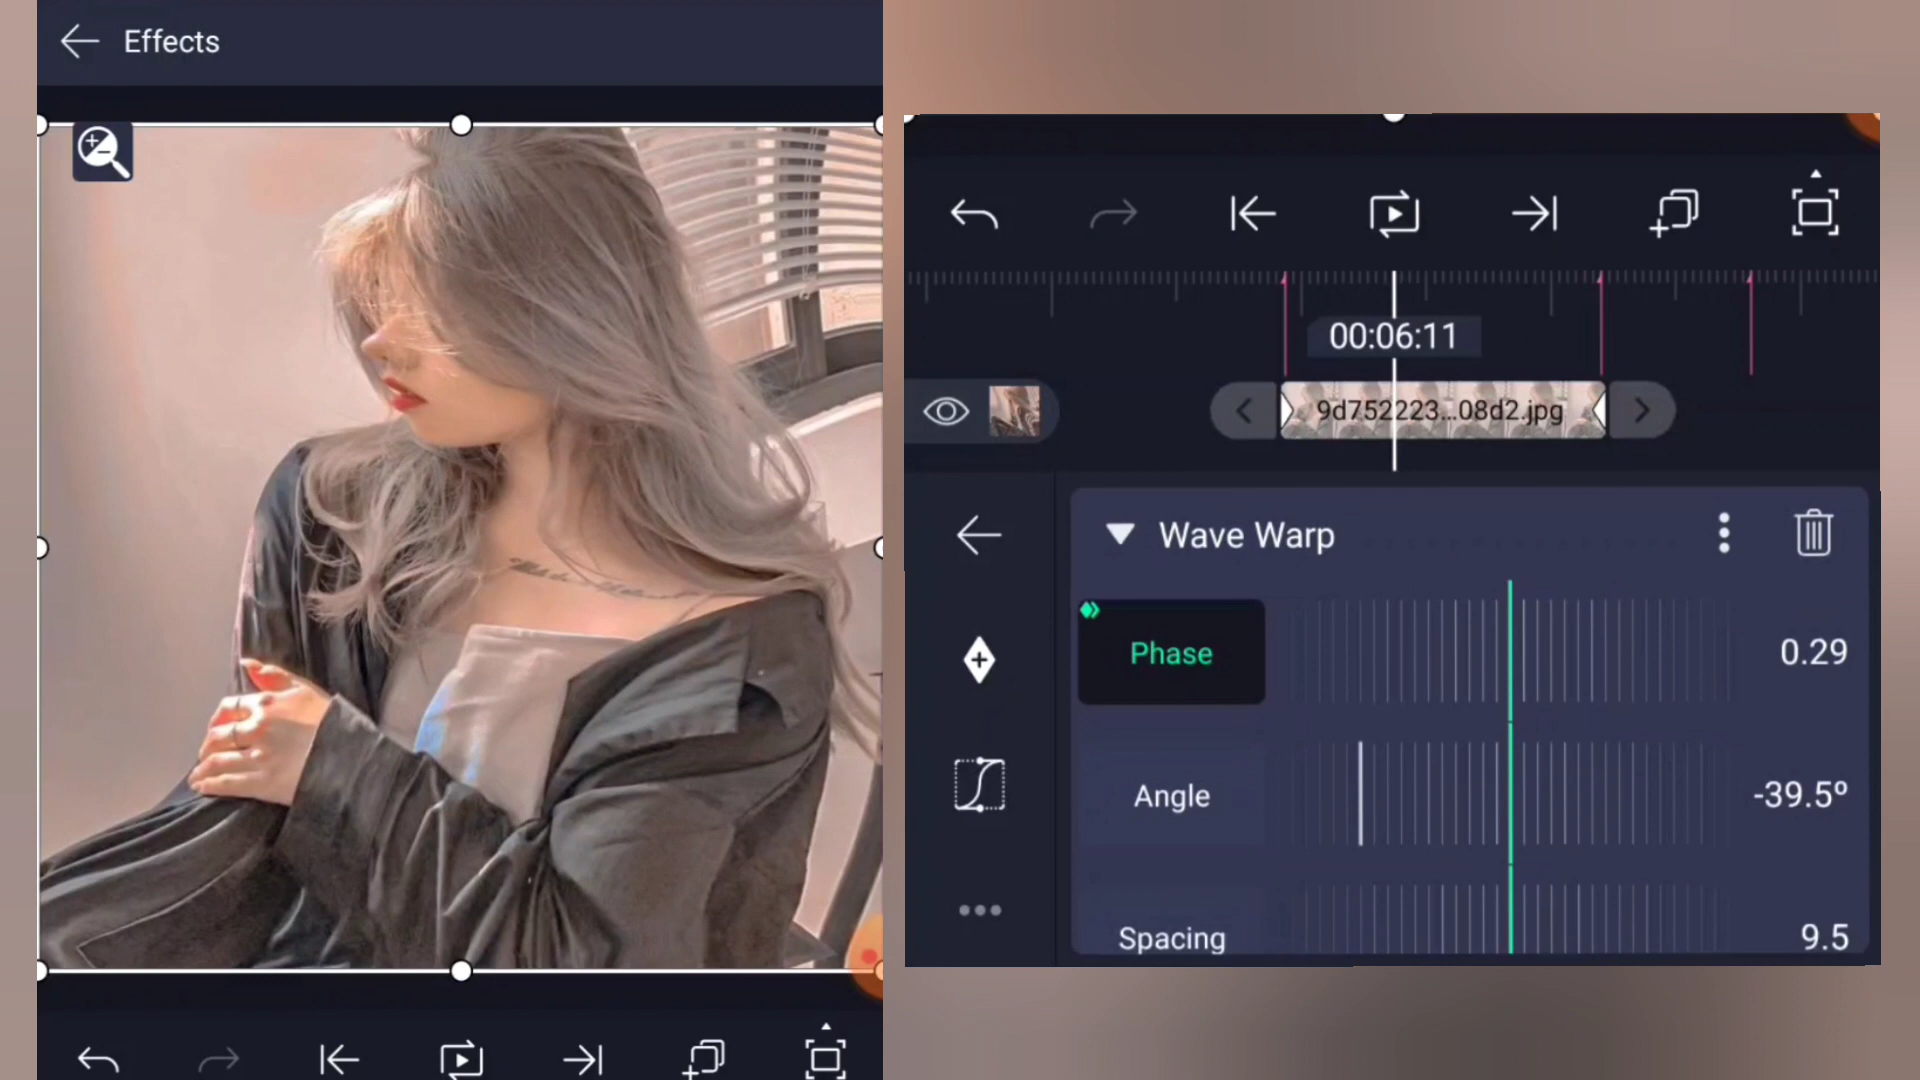 Effects
00:06:11
9d752223...08d2.jpg
Wave Warp
Phase
0.29
Angle
-39.5º
Spacing
9.5